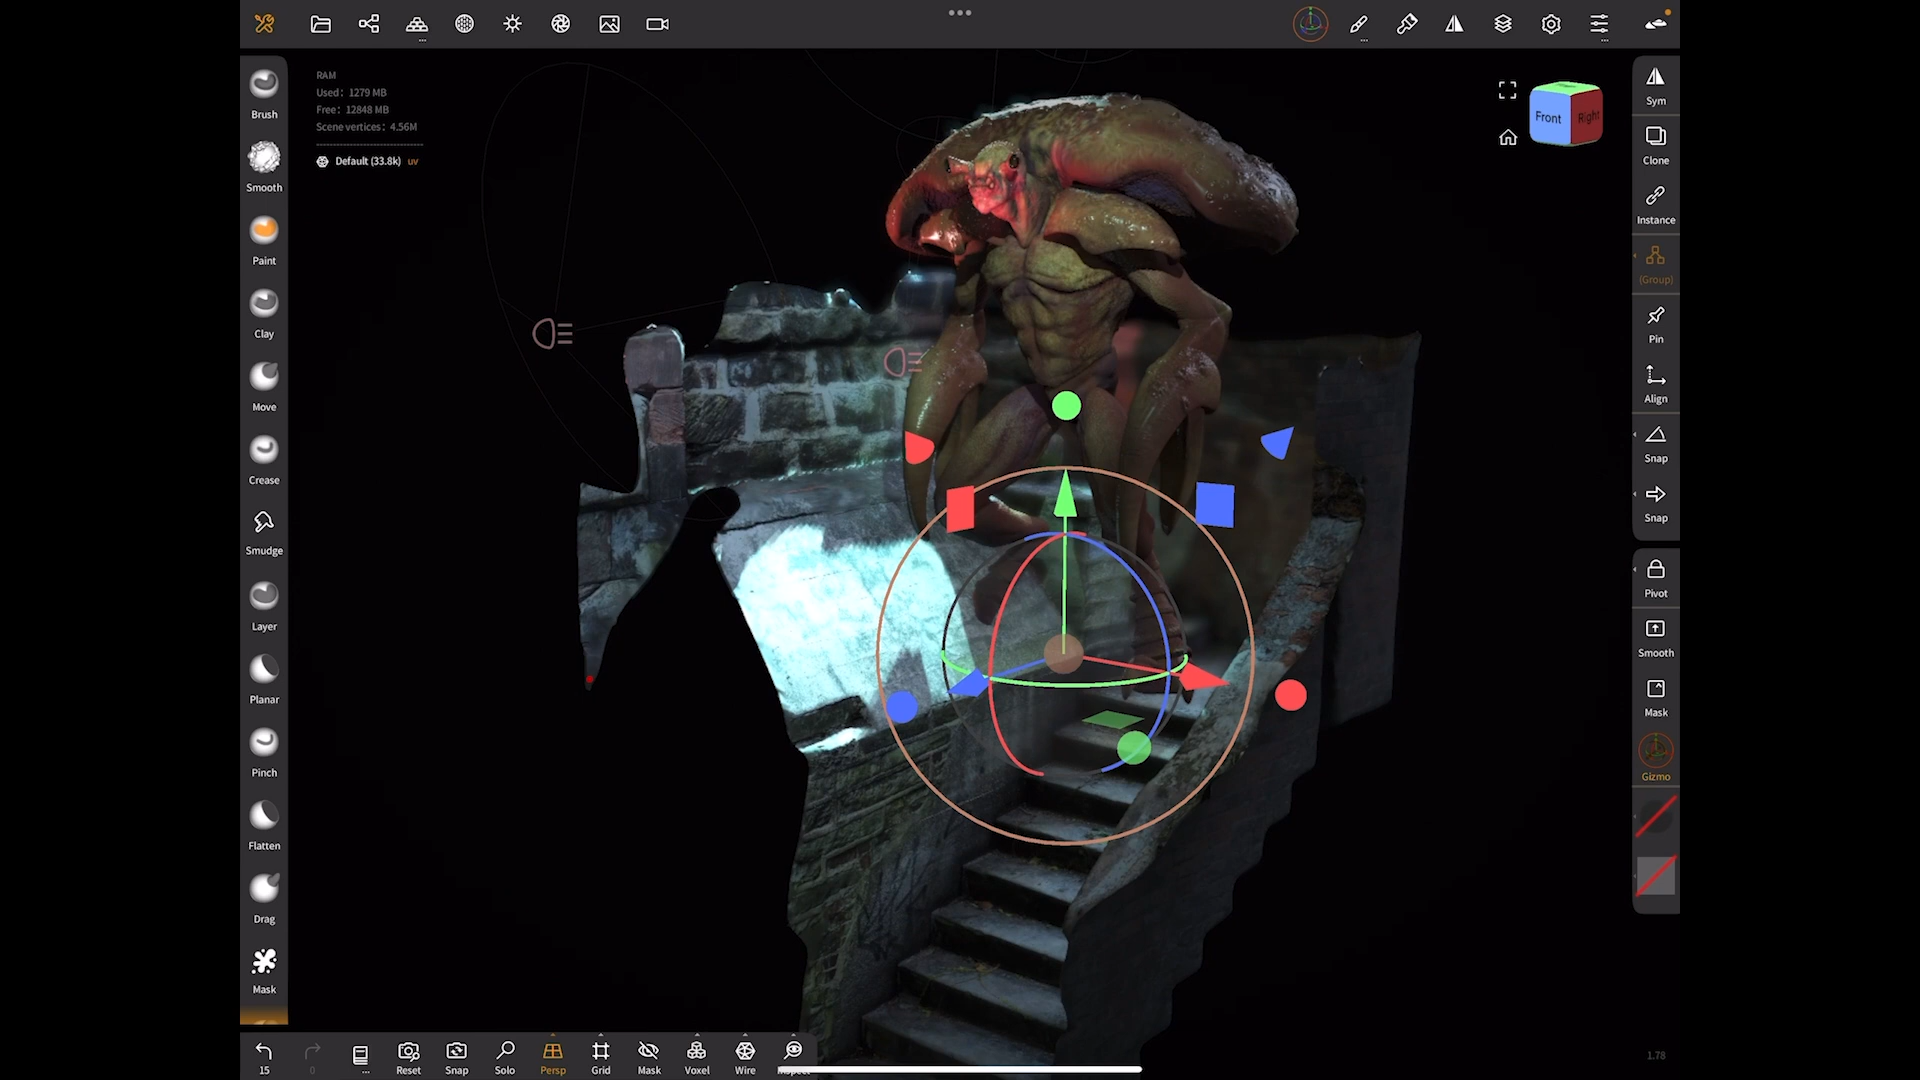 RAM
Used: 1279 MB
Free: 12848 MB
Scene vertices: 4.56M
Default (33.8k) uv
Brush
Smooth
Paint
Clay
Move
Crease
Smudge
Layer
Planar
Pinch
Flatten
Drag
Mask
Front
Right
Sym
Clone
Instance
(Group)
Pin
Align
Snap
Snap
Pivot
Smooth
Mask
Gizmo
1.78
15
0
Reset
Snap
Solo
Persp
Grid
Mask
Voxel
Wire
Inspect